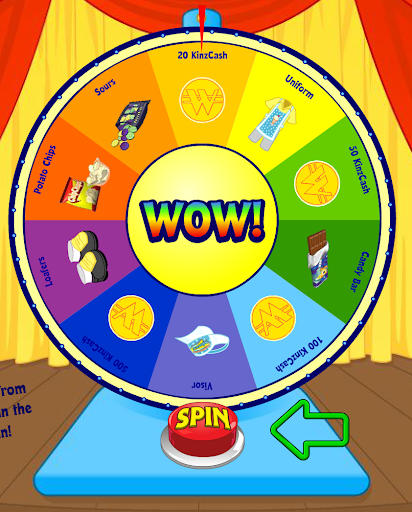 20 KinzCash
Uniform
50 KinzCash
Candy Bar
100 KinzCash
Visor
500 KinzCash
Loafers
Potato Chips
Sours
WOW!
SPIN
from
n the
n!